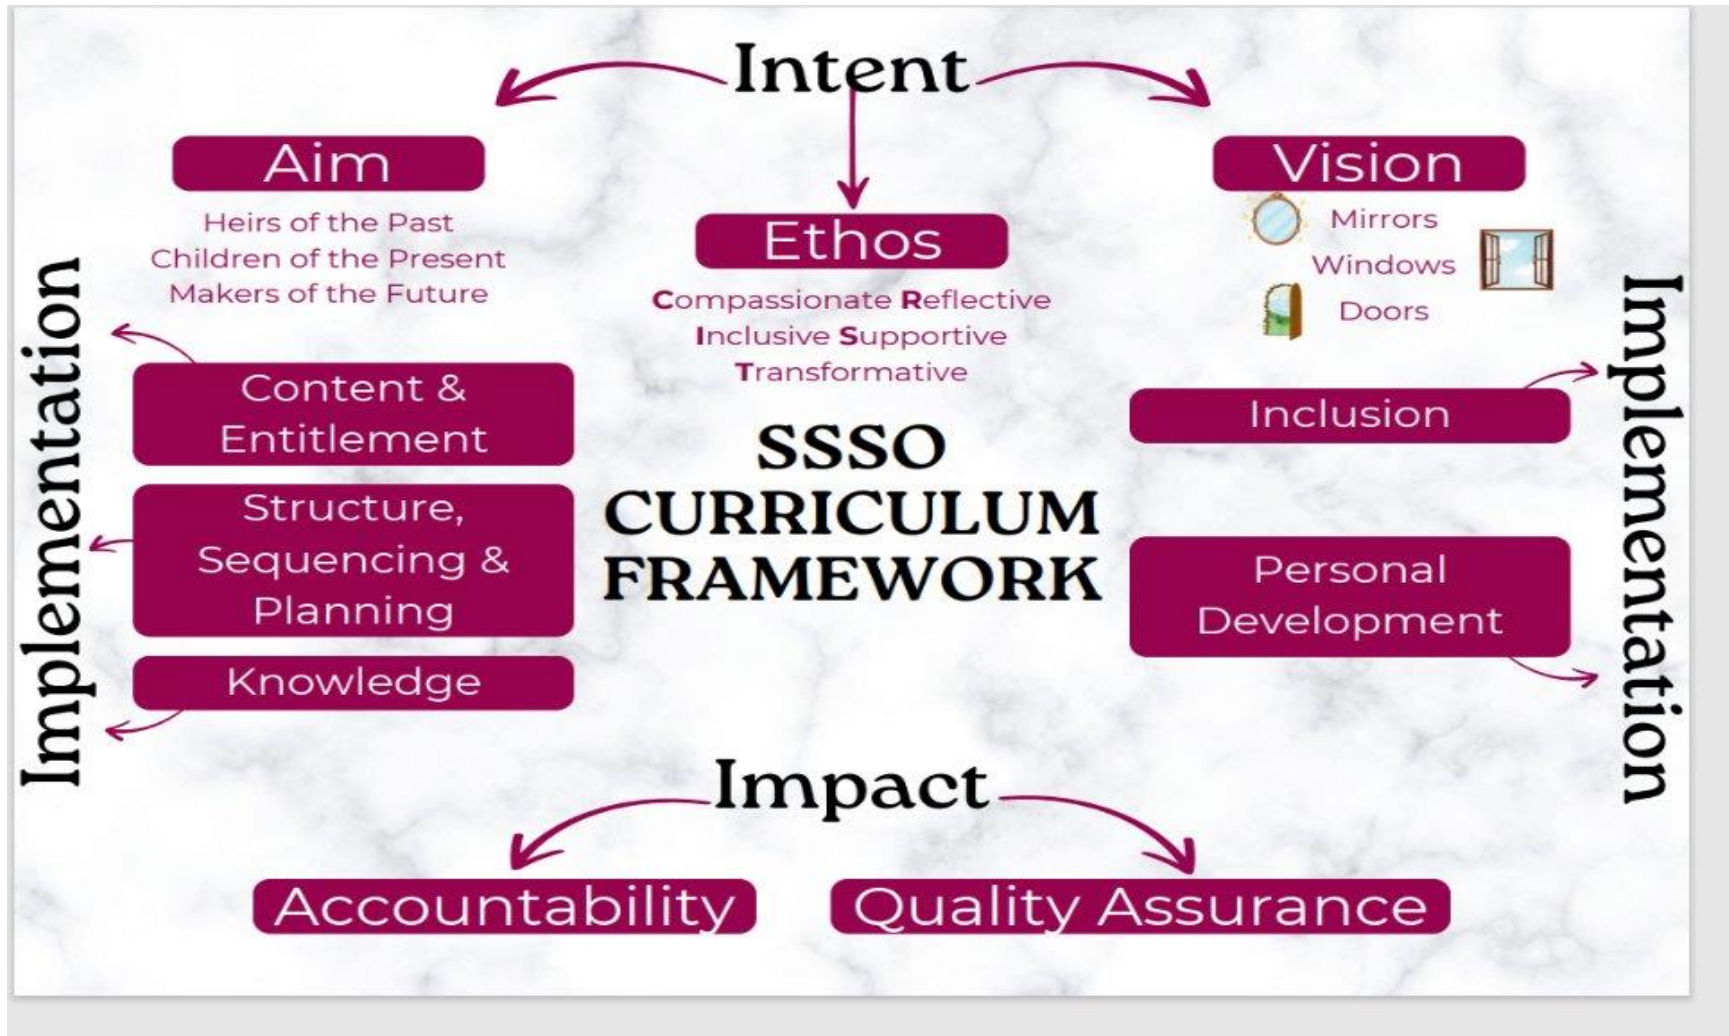 Intent
Aim
Heirs of the Past
Children of the Present
Makers of the Future
Ethos
Compassionate Reflective
Inclusive Supportive
Transformative
Vision
Mirrors
Windows
Doors
Implementation
Content &
Entitlement
Structure,
Sequencing &
Planning
Knowledge
SSSO
CURRICULUM
FRAMEWORK
Inclusion
Personal
Development
Implementation
Impact
Accountability
Quality Assurance